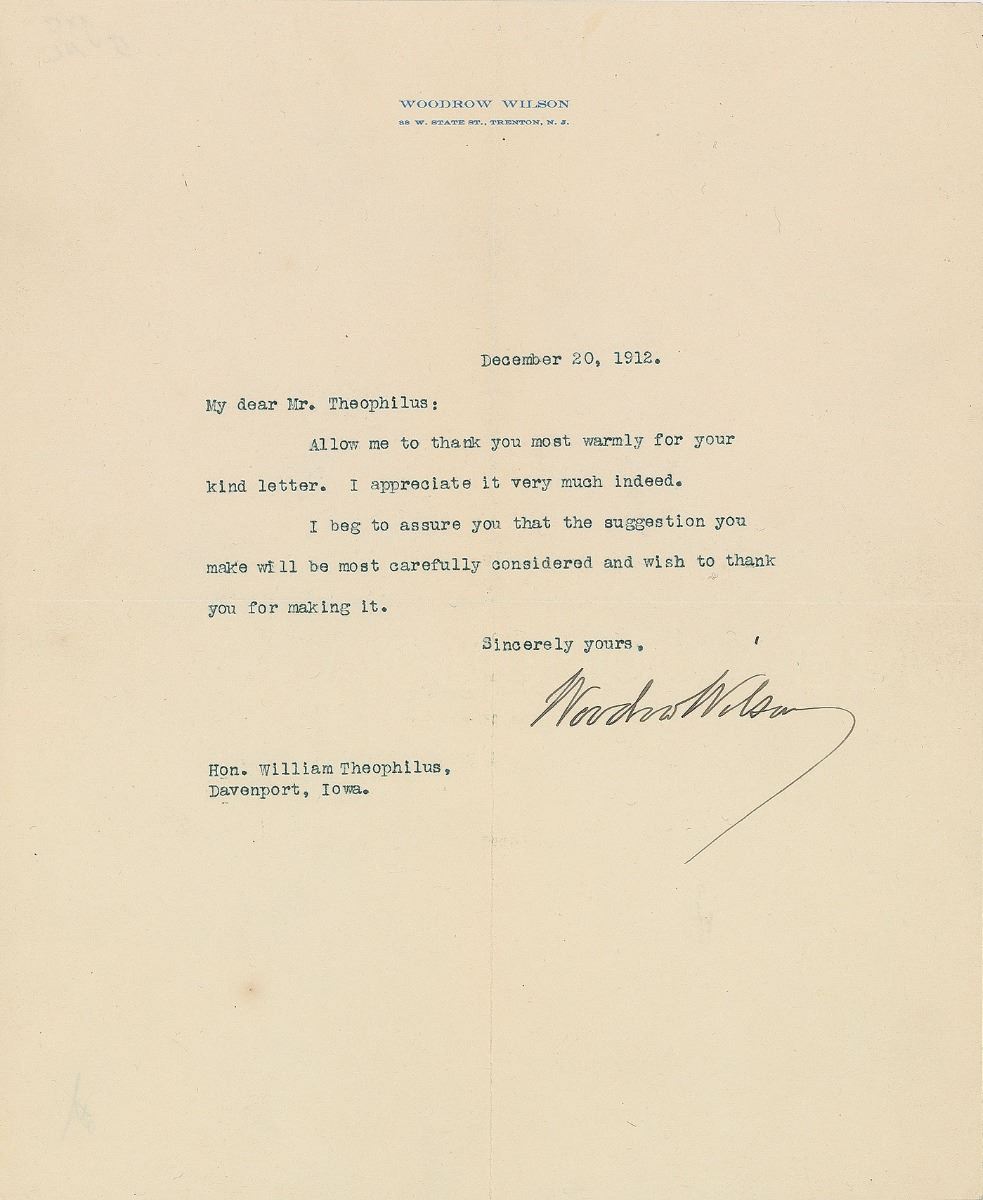 WOODROW WILSON
88 W. STATE ST., TRENTON, N. J.
December 20, 1912.
My dear Mr. Theophilus:
Allow me to thank you most warmly for your
kind letter. I appreciate it very much indeed.
I beg to assure you that the suggestion you
make will be most carefully considered and wish to thank
you for making it.
Sincerely yours,
Woodrow Wilson
Hon. William Theophilus,
Davenport, Iowa.